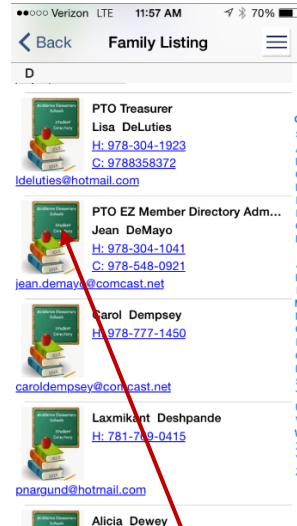 Verizon LTE 11:57 AM 70%
Back Family Listing
D
PTO Treasurer
Lisa DeLuties
H: 978-304-1923
C: 9788358372
ldeluties@hotmail.com
PTO EZ Member Directory Adm...
Jean DeMayo
H: 978-304-1041
C: 978-548-0921
jean.demayo@comcast.net
Carol Dempsey
H: 978-777-1450
caroldempsey@comcast.net
Laxmikant Deshpande
H: 781-769-0415
pnargund@hotmail.com
Alicia Dewey